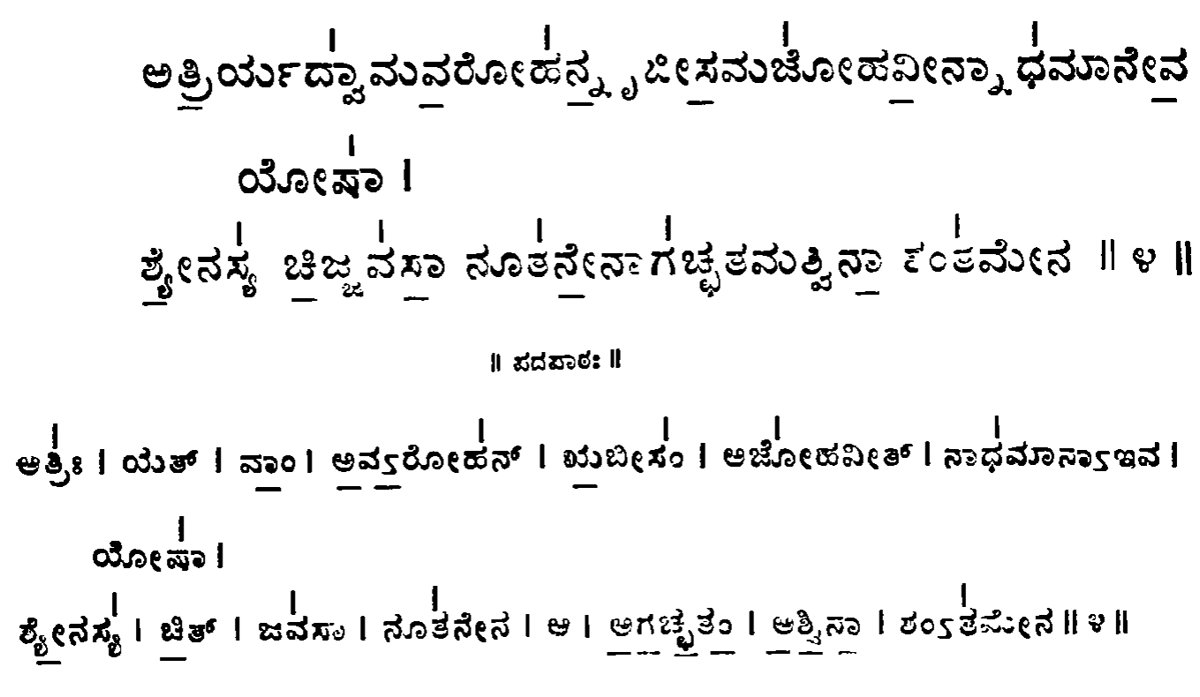 ಅತ್ರಿರ್ಯದ್ವಾಮವರೋಹನ್ನೃಬೀಸಮಜೋಹವೀನ್ನಾಧಮಾನೇವ
ಯೋಷಾ |
ಶ್ಯೇನಸ್ಯ ಚಿಜ್ಜವಸಾ ನೂತನೇನಾಗಚ್ಛತಮಶ್ವಿನಾ ಶಂತಮೇನ || ೪ ||
|| ಪದಪಾಠಃ ||
ಅತ್ರಿಃ | ಯತ್ | ವಾಂ | ಅವಽರೋಹನ್ | ಋಬೀಸಂ | ಅಜೋಹವೀತ್ | ನಾಧಮಾನಾಽಇವ |
ಯೋಷಾ |
ಶ್ಯೇನಸ್ಯ | ಚಿತ್ | ಜವಸಾ | ನೂತನೇನ | ಆ | ಅಗಚ್ಛತಂ | ಅಶ್ವಿನಾ | ಶಂಽತಮೇನ || ೪ ||